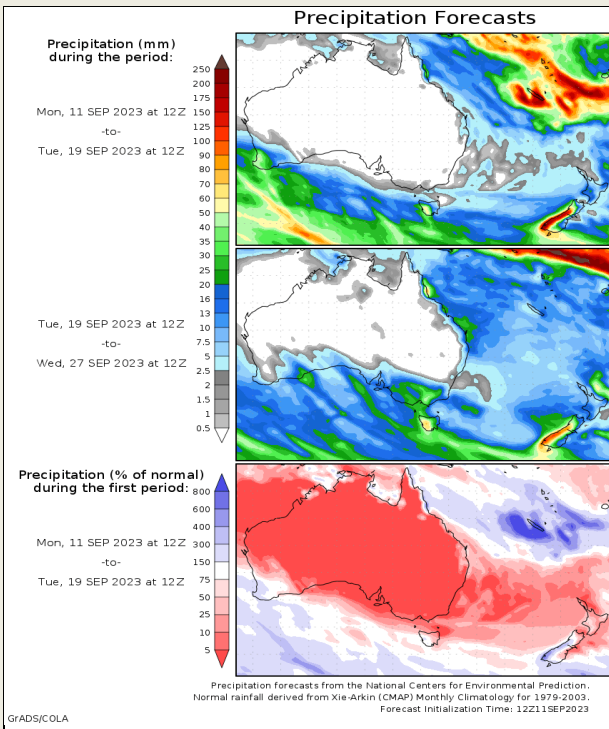 Precipitation Forecasts
Precipitation (mm)
during the period:
Mon, 11 SEP 2023 at 12Z
-to-
Tue, 19 SEP 2023 at 12Z
250
200
175
150
125
100
90
80
70
60
50
40
35
30
25
20
16
13
10
7.5
5
2.5
2
1.5
1
0.5
Tue, 19 SEP 2023 at 12Z
-to-
Wed, 27 SEP 2023 at 12Z
Precipitation (% of normal)
during the first period:
Mon, 11 SEP 2023 at 12Z
-to-
Tue, 19 SEP 2023 at 12Z
800
600
400
300
150
75
50
25
10
5
Precipitation forecasts from the National Centers for Environmental Prediction.
Normal rainfall derived from Xie-Arkin (CMAP) Monthly Climatology for 1979-2003.
Forecast Initialization Time: 12Z11SEP2023
GrADS/COLA